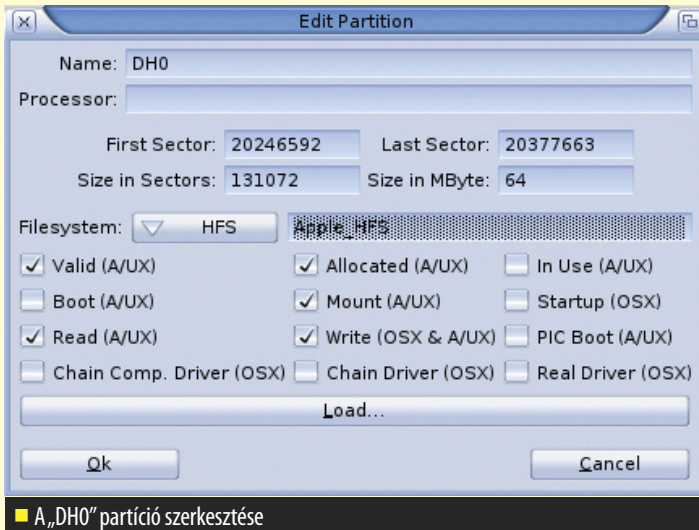 Edit Partition
Name: DH0
Processor:
First Sector: 20246592 Last Sector: 20377663
Size in Sectors: 131072 Size in MByte: 64
Filesystem: HFS Apple_HFS
Valid (A/UX) Allocated (A/UX) In Use (A/UX)
Boot (A/UX) Mount (A/UX) Startup (OSX)
Read (A/UX) Write (OSX & A/UX) PIC Boot (A/UX)
Chain Comp. Driver (OSX) Chain Driver (OSX) Real Driver (OSX)
Load...
Ok Cancel
A „DH0” partíció szerkesztése